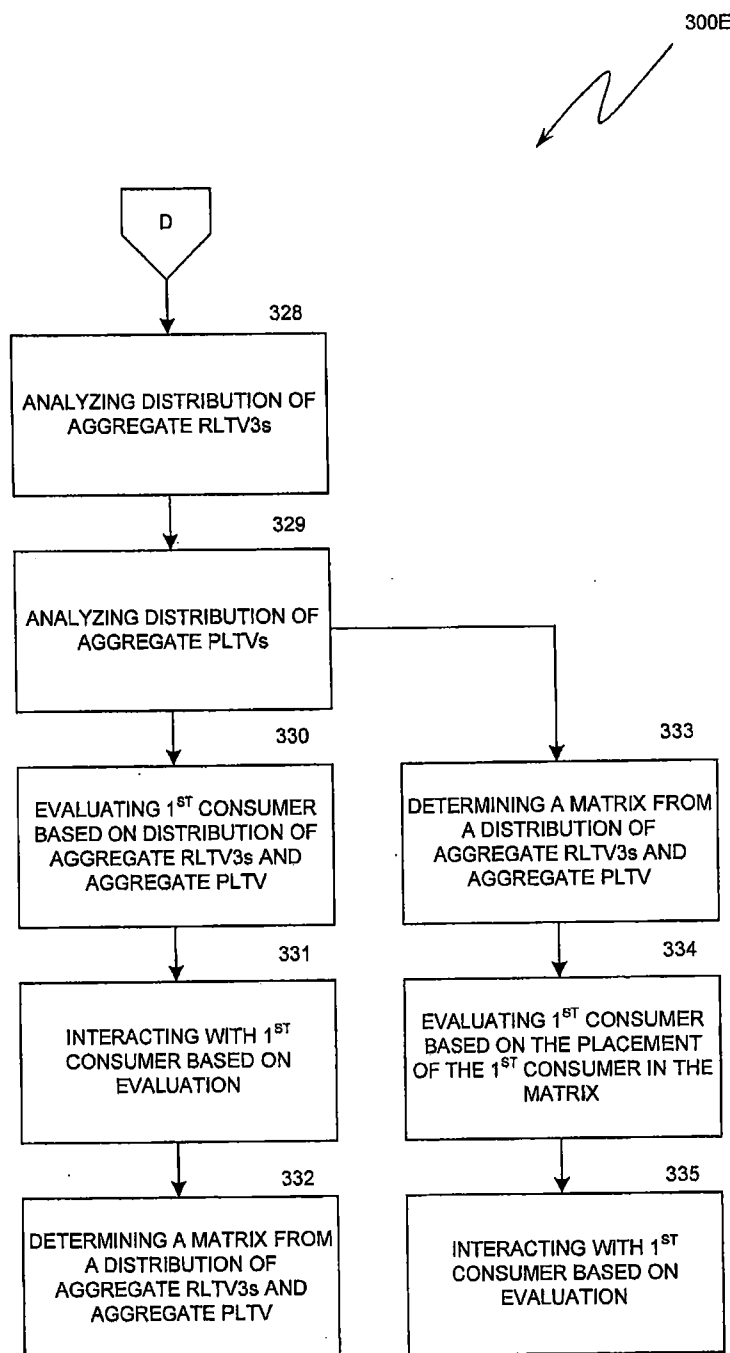 300E
D
328
ANALYZING DISTRIBUTION OF
AGGREGATE RLTV3s
329
ANALYZING DISTRIBUTION OF
AGGREGATE PLTVs
330
EVALUATING 1ST CONSUMER
BASED ON DISTRIBUTION OF
AGGREGATE RLTV3s AND
AGGREGATE PLTV
331
INTERACTING WITH 1ST
CONSUMER BASED ON
EVALUATION
332
DETERMINING A MATRIX FROM
A DISTRIBUTION OF
AGGREGATE RLTV3s AND
AGGREGATE PLTV
333
DETERMINING A MATRIX FROM
A DISTRIBUTION OF
AGGREGATE RLTV3s AND
AGGREGATE PLTV
334
EVALUATING 1ST CONSUMER
BASED ON THE PLACEMENT
OF THE 1ST CONSUMER IN THE
MATRIX
335
INTERACTING WITH 1ST
CONSUMER BASED ON
EVALUATION